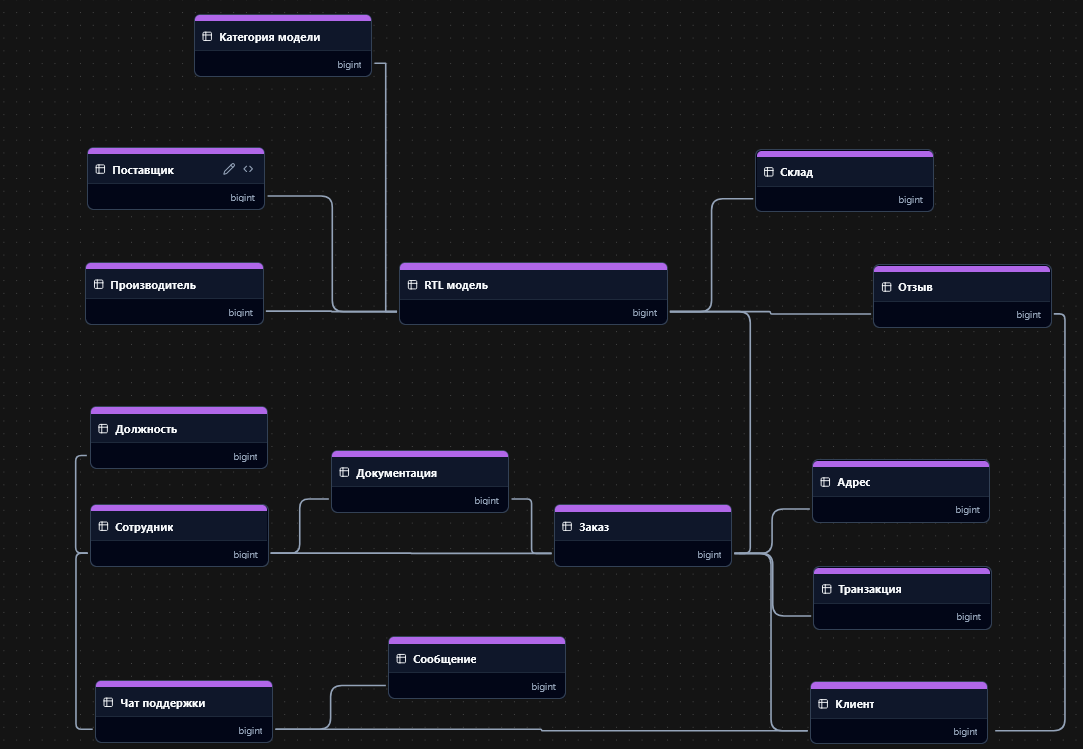 Категория модели
bigint
Поставщик
bigint
Склад
bigint
Производитель
bigint
RTL модель
bigint
Отзыв
bigint
Должность
bigint
Документация
bigint
Адрес
bigint
Сотрудник
bigint
Заказ
bigint
Транзакция
bigint
Сообщение
bigint
Чат поддержки
bigint
Клиент
bigint